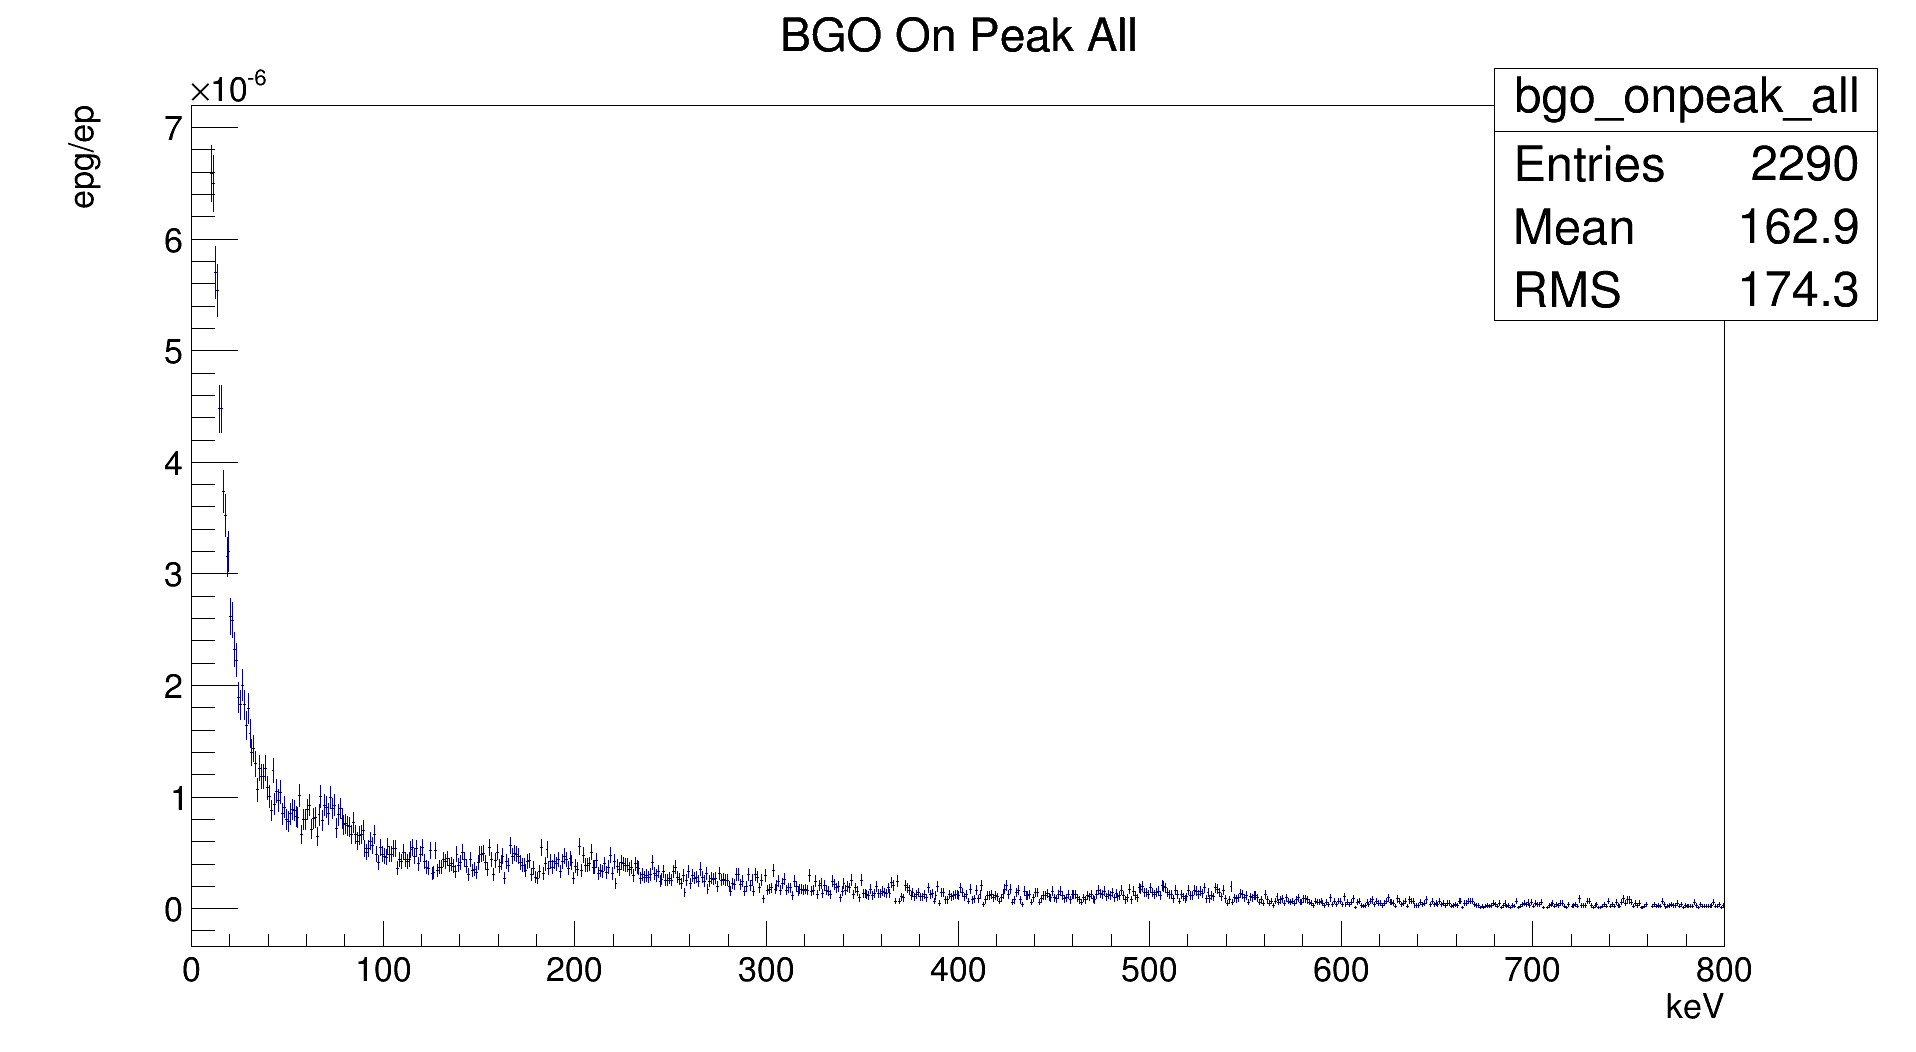 BGO On Peak All
×10-6
epg/ep
bgo_onpeak_all
Entries 2290
Mean 162.9
RMS 174.3
7
6
5
4
3
2
1
0
0 100 200 300 400 500 600 700 800
keV